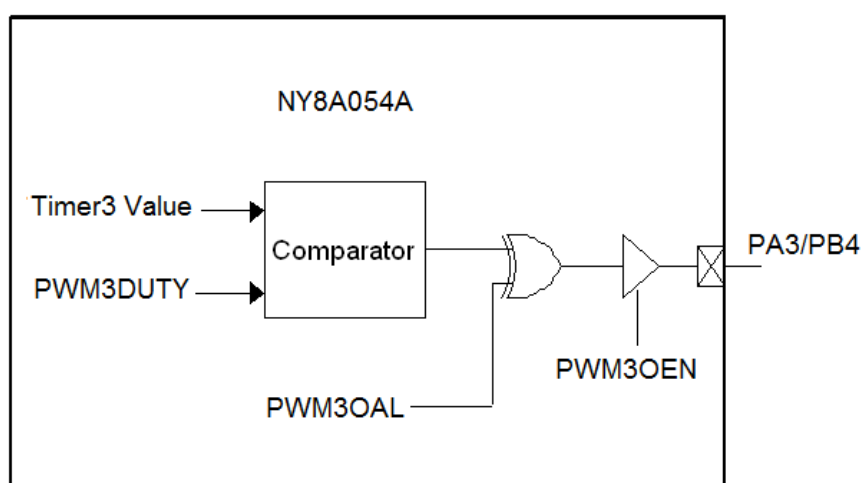 NY8A054A
Timer3 Value
Comparator
PWM3DUTY
PA3/PB4
PWM3OEN
PWM3OAL